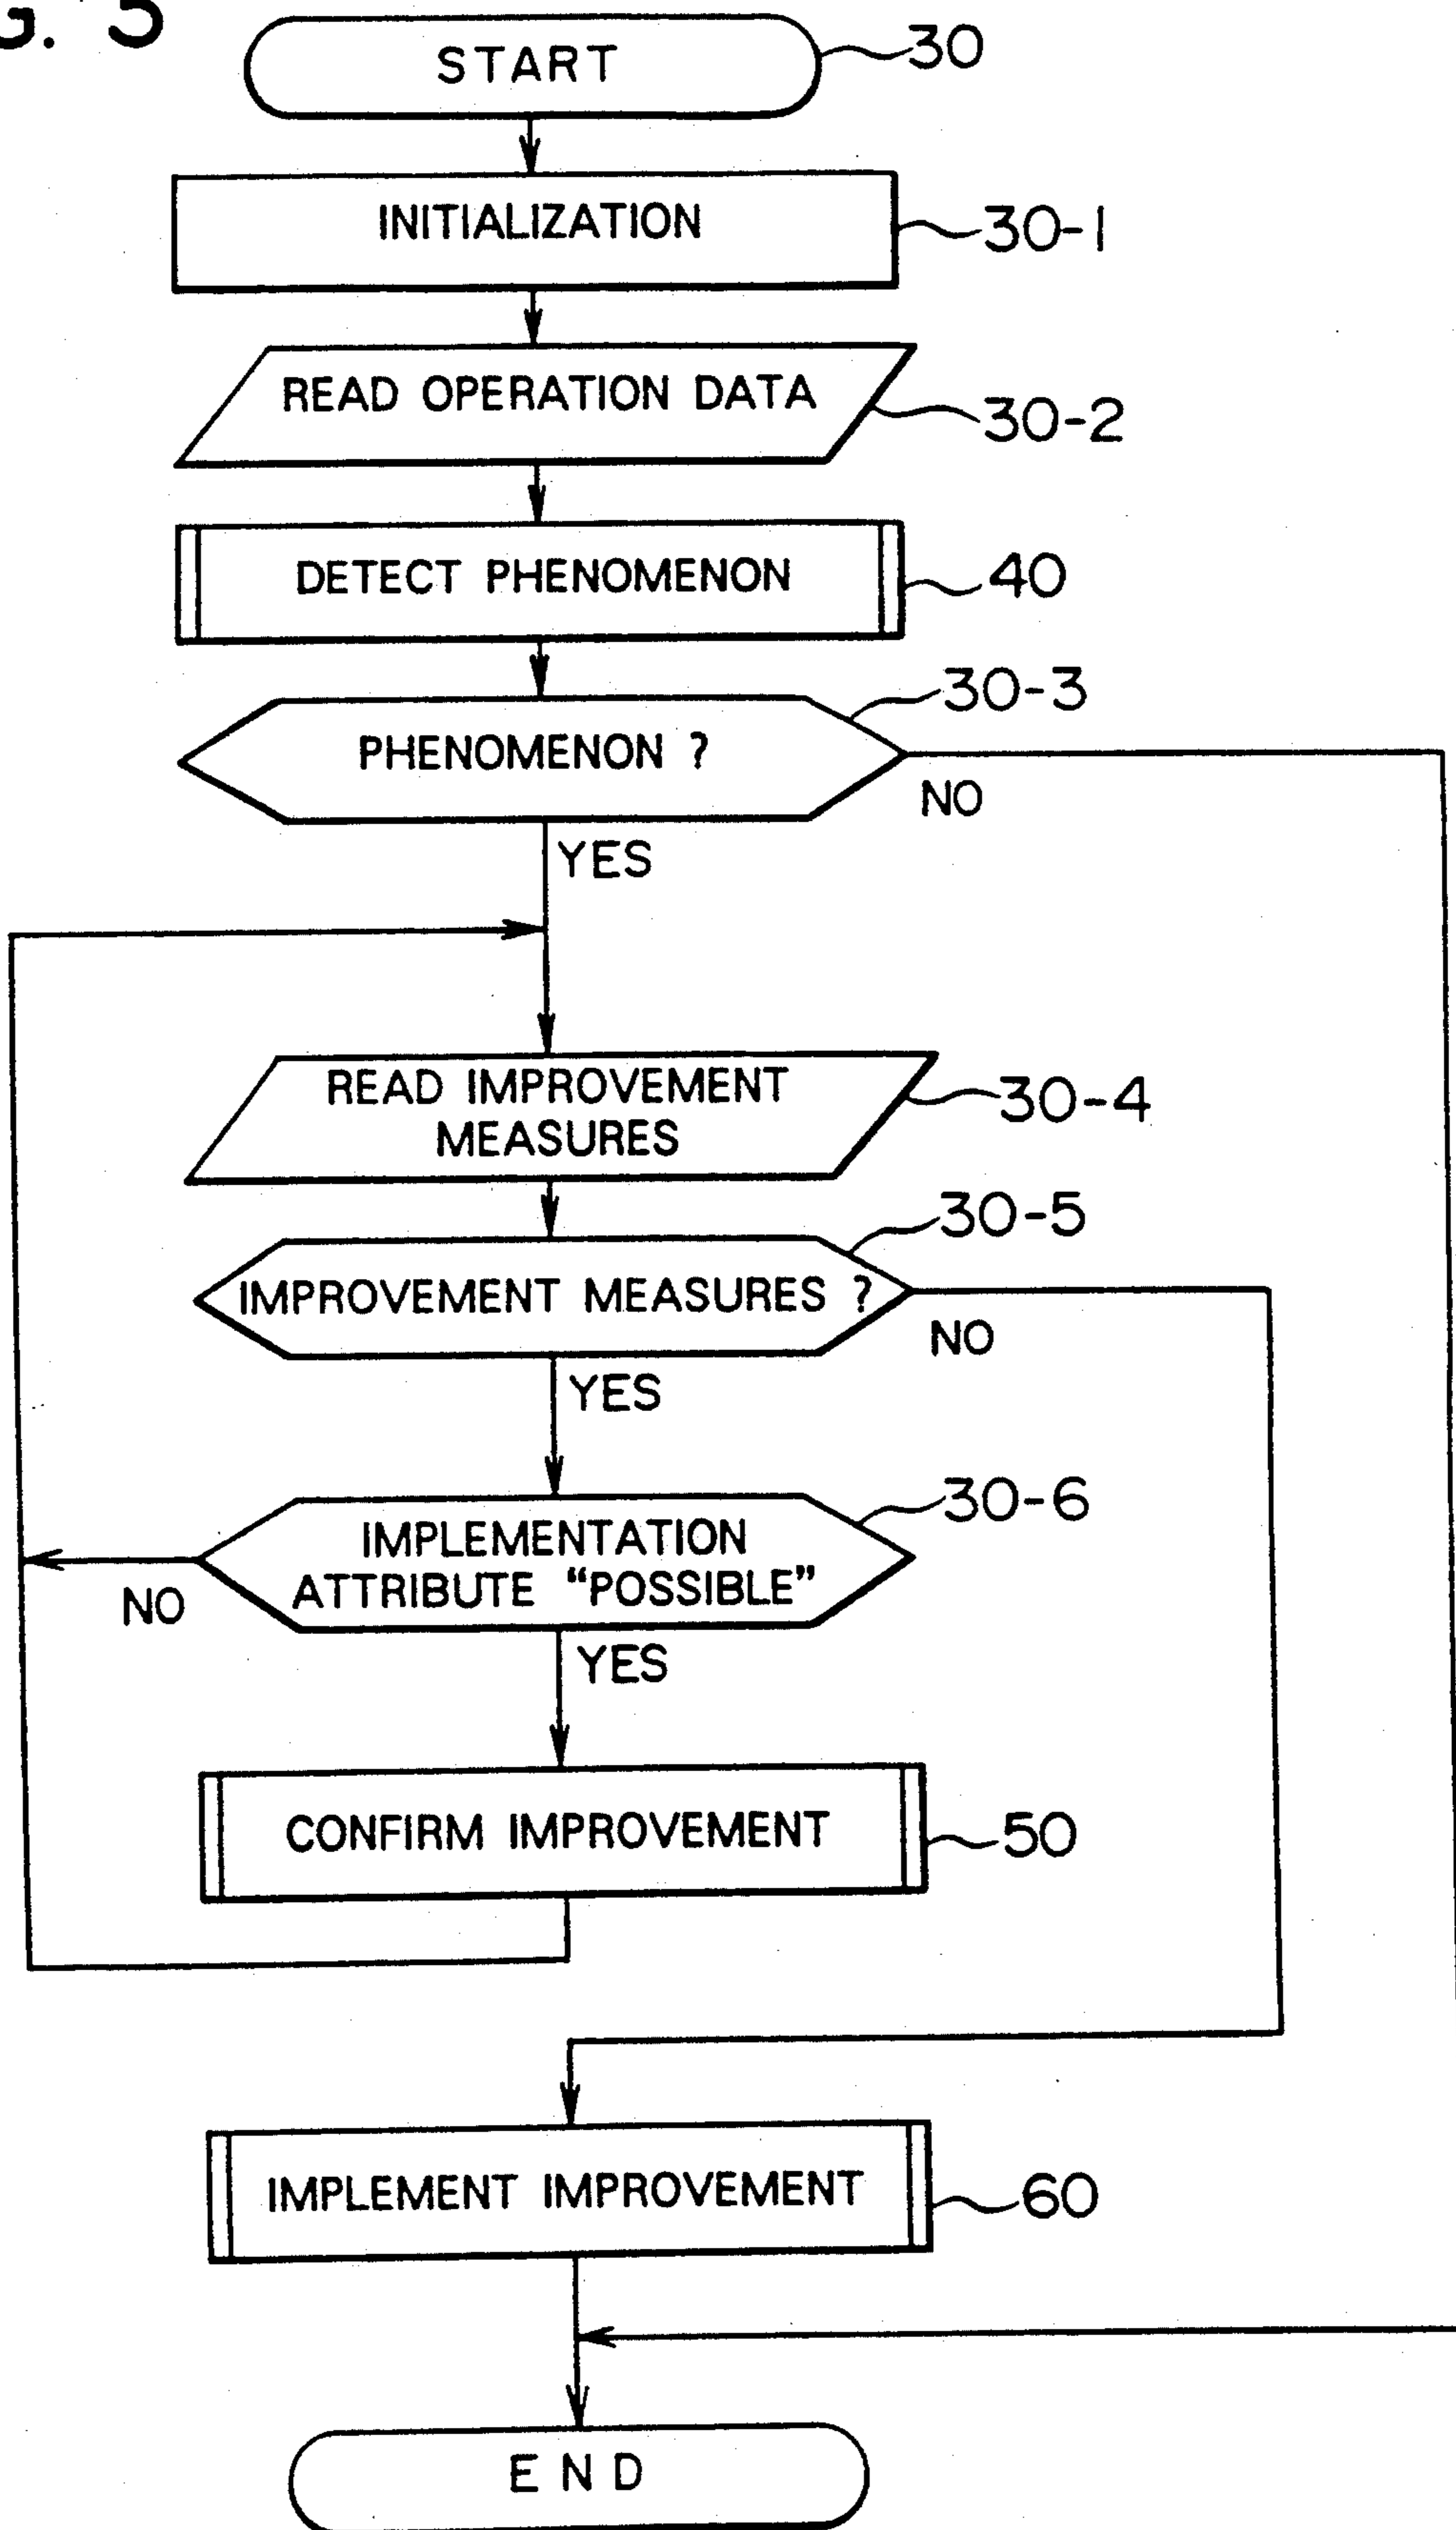 G. 3
START
30
INITIALIZATION
30-1
READ OPERATION DATA
30-2
DETECT PHENOMENON
40
30-3
PHENOMENON ?
NO
YES
READ IMPROVEMENT
MEASURES
30-4
30-5
IMPROVEMENT MEASURES ?
NO
YES
30-6
IMPLEMENTATION
ATTRIBUTE “POSSIBLE”
NO
YES
CONFIRM IMPROVEMENT
50
IMPLEMENT IMPROVEMENT
60
END